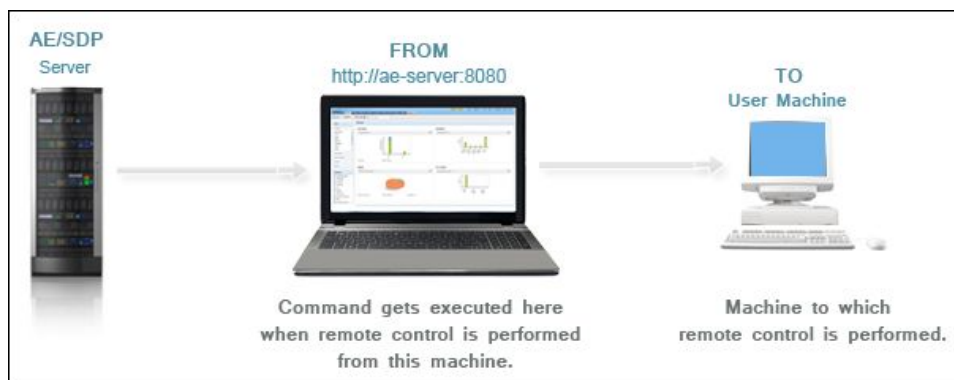 AE/SDP
Server
FROM
http://ae-server:8080
TO
User Machine
Command gets executed here
when remote control is performed
from this machine.
Machine to which
remote control is performed.